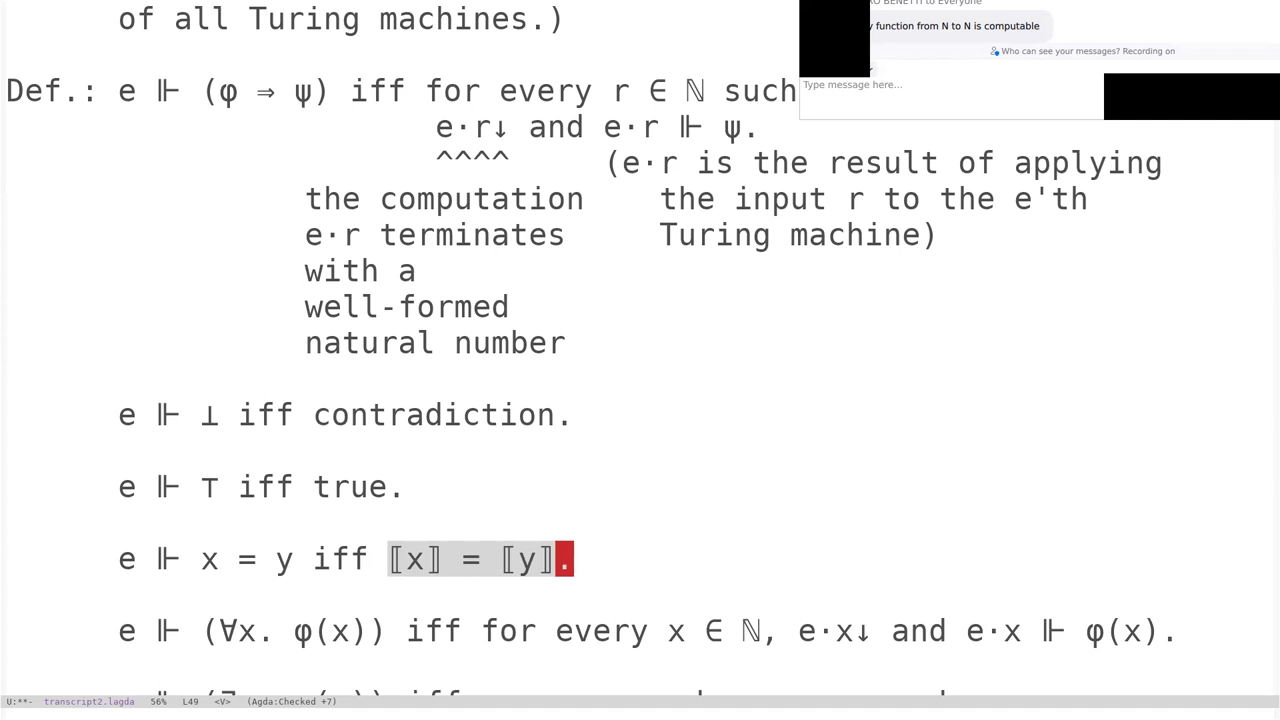 of all Turing machines.)
BENETTI to Everyone
function from N to N is computable
Who can see your messages? Recording on
Type message here...
Def.: e ⊩ (φ ⇒ ψ) iff for every r ∈ ℕ such
e·r↓ and e·r ⊩ ψ.
^^^^ (e·r is the result of applying
the computation the input r to the e'th
e·r terminates Turing machine)
with a
well-formed
natural number
e ⊩ ⊥ iff contradiction.
e ⊩ ⊤ iff true.
e ⊩ x = y iff ⟦x⟧ = ⟦y⟧.
e ⊩ (∀x. φ(x)) iff for every x ∈ ℕ, e·x↓ and e·x ⊩ φ(x).
U:**- transcript2.lagda 56% L49 <V> (Agda:Checked +7)